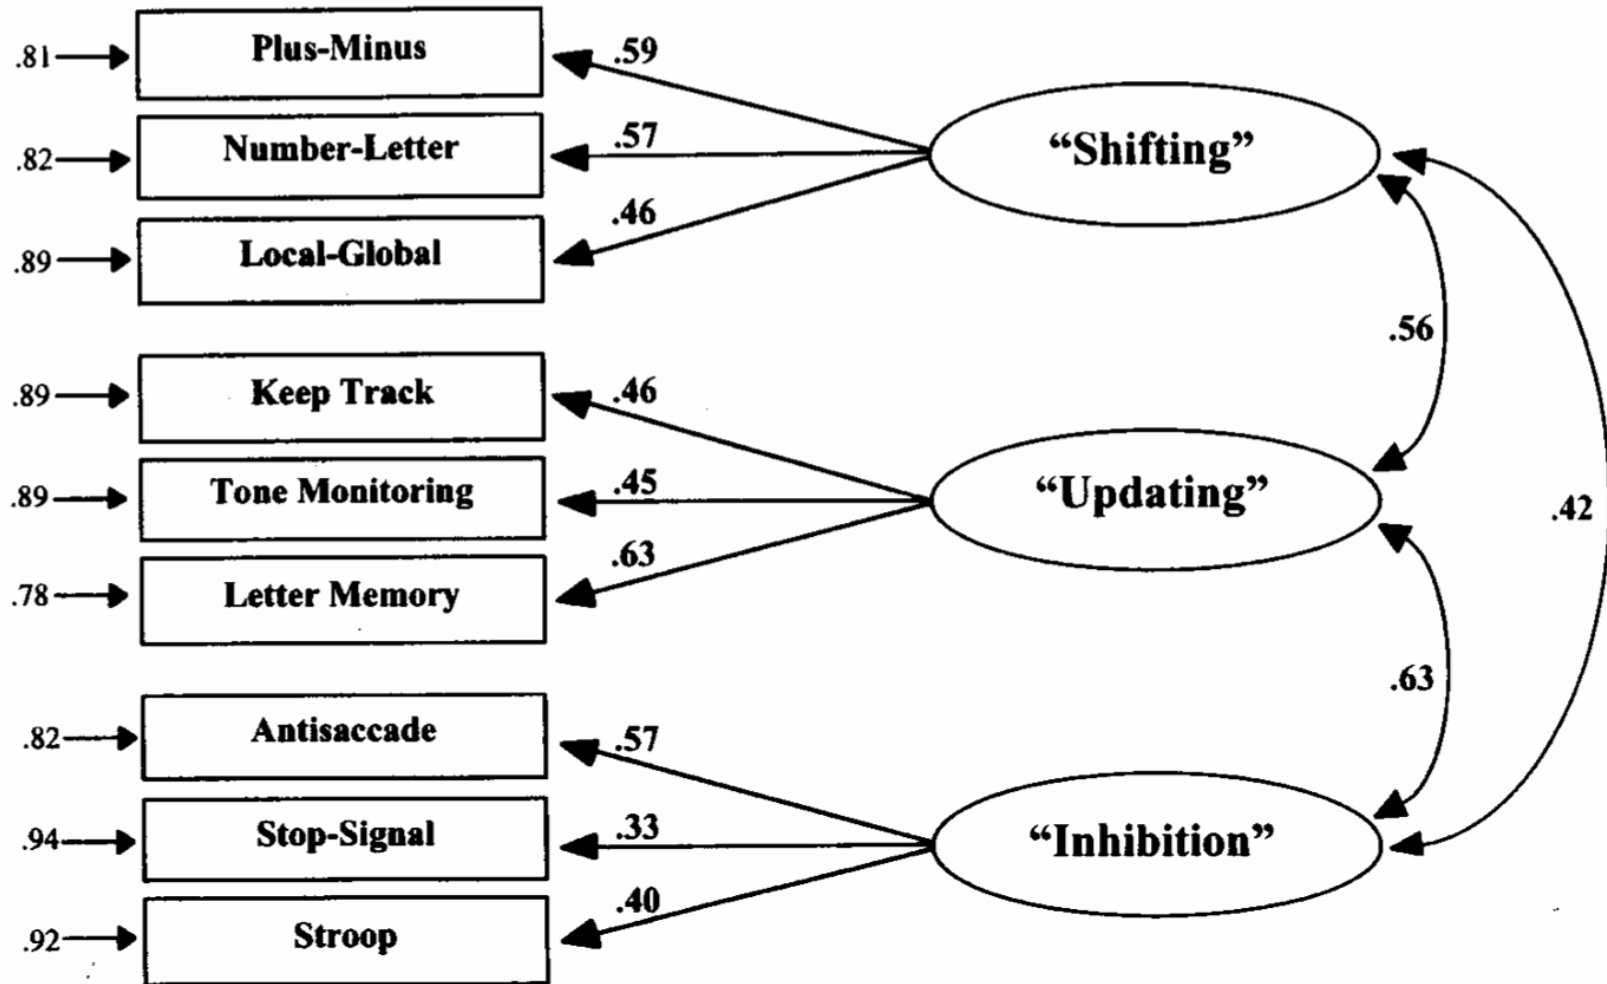 .81
Plus-Minus
.59
.82
Number-Letter
.57
.89
Local-Global
.46
“Shifting”
.56
.89
Keep Track
.46
.89
Tone Monitoring
.45
.78
Letter Memory
.63
“Updating”
.42
.63
.82
Antisaccade
.57
.94
Stop-Signal
.33
.92
Stroop
.40
“Inhibition”